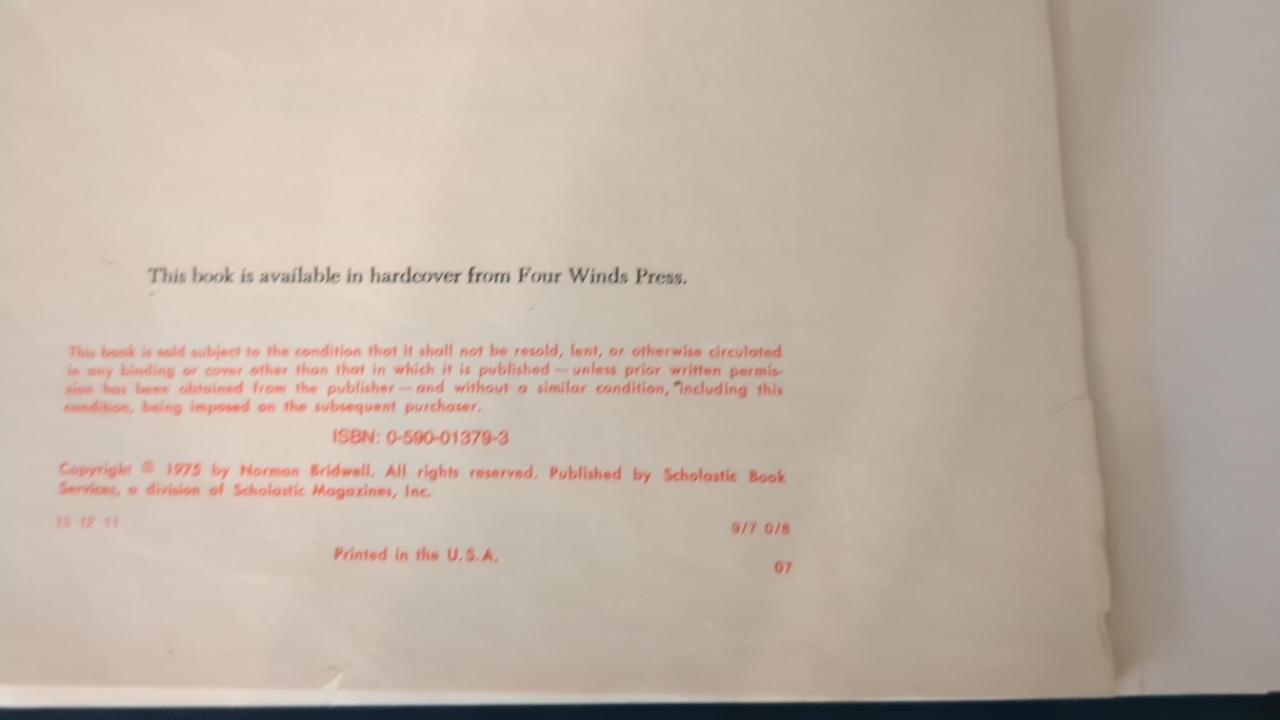 This book is available in hardcover from Four Winds Press.
This book is sold subject to the condition that it shall not be resold, lent, or otherwise circulated
in any binding or cover other than that in which it is published — unless prior written permis-
sion has been obtained from the publisher — and without a similar condition, including this
condition, being imposed on the subsequent purchaser.
ISBN: 0-590-01379-3
Copyright © 1975 by Norman Bridwell. All rights reserved. Published by Scholastic Book
Services, a division of Scholastic Magazines, Inc.
13 12 11
9/7 0/8
Printed in the U.S.A.
07